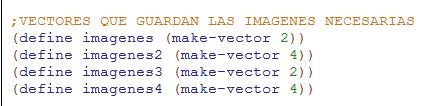 ;VECTORES QUE GUARDAN LAS IMAGENES NECESARIAS
(define imagenes (make-vector 2))
(define imagenes2 (make-vector 4))
(define imagenes3 (make-vector 2))
(define imagenes4 (make-vector 4))